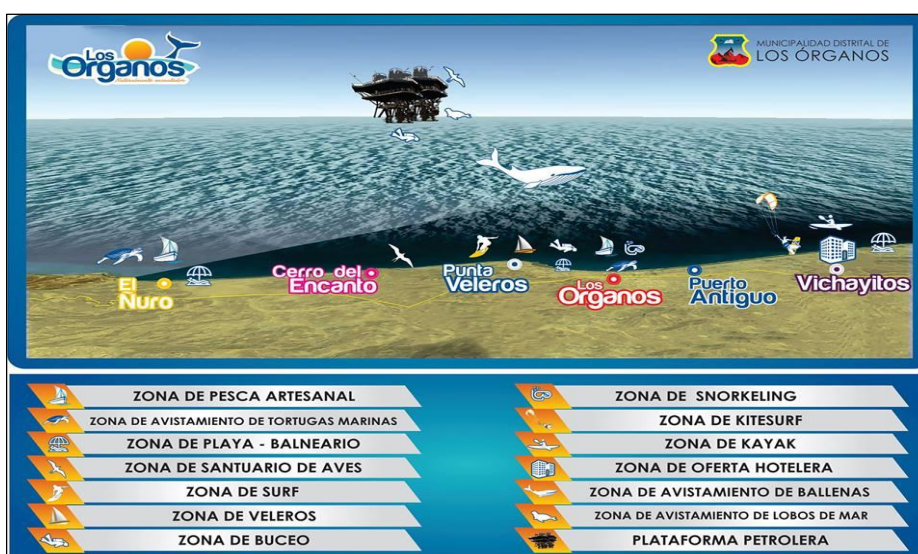 Los
Organos
MUNICIPALIDAD DISTRITAL DE
LOS ÓRGANOS
El
Ñuro
Cerro del
Encanto
Punta
Veleros
Los
Organos
Puerto
Antiguo
Vichayitos
ZONA DE PESCA ARTESANAL
ZONA DE AVISTAMIENTO DE TORTUGAS MARINAS
ZONA DE PLAYA - BALNEARIO
ZONA DE SANTUARIO DE AVES
ZONA DE SURF
ZONA DE VELEROS
ZONA DE BUCEO
ZONA DE SNORKELING
ZONA DE KITESURF
ZONA DE KAYAK
ZONA DE OFERTA HOTELERA
ZONA DE AVISTAMIENTO DE BALLENAS
ZONA DE AVISTAMIENTO DE LOBOS DE MAR
PLATAFORMA PETROLERA